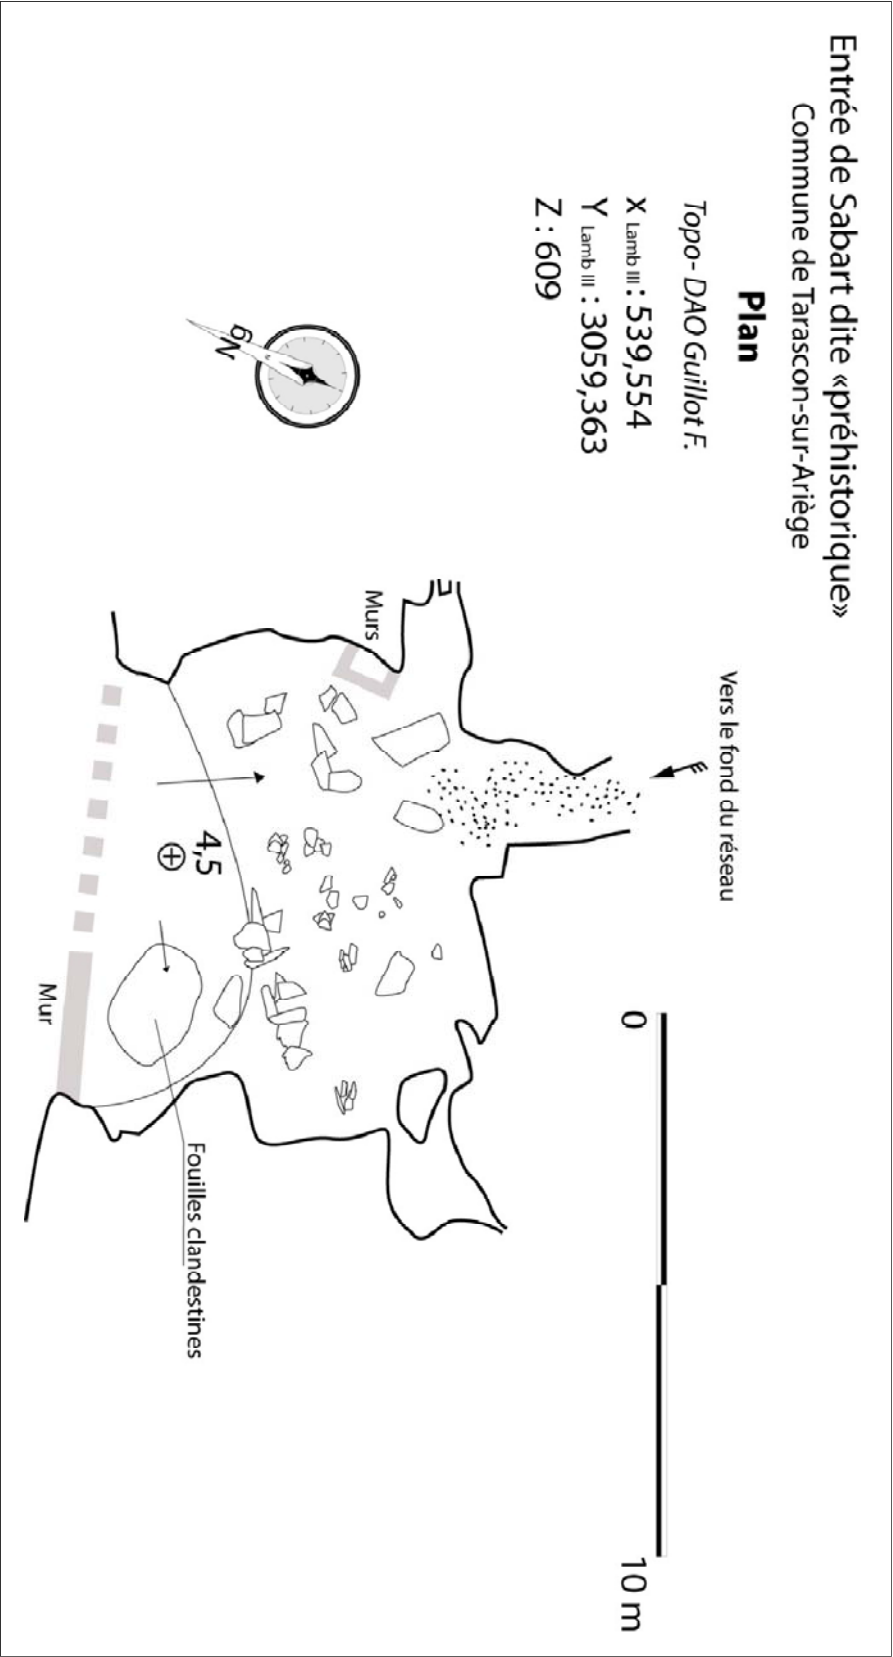 Entrée de Sabart dite «préhistorique»
Commune de Tarascon-sur-Ariège
Plan
Topo- DAO Guillot F.
X Lamb III : 539,554
Y Lamb III : 3059,363
Z : 609
Ng
Vers le fond du réseau
0
10 m
Murs
4,5
Mur
Fouilles clandestines